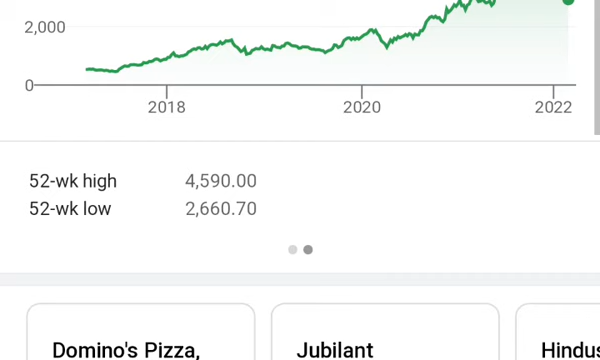 2,000
0
2018 2020 2022
52-wk high 4,590.00
52-wk low 2,660.70
Domino's Pizza, Jubilant Hindus